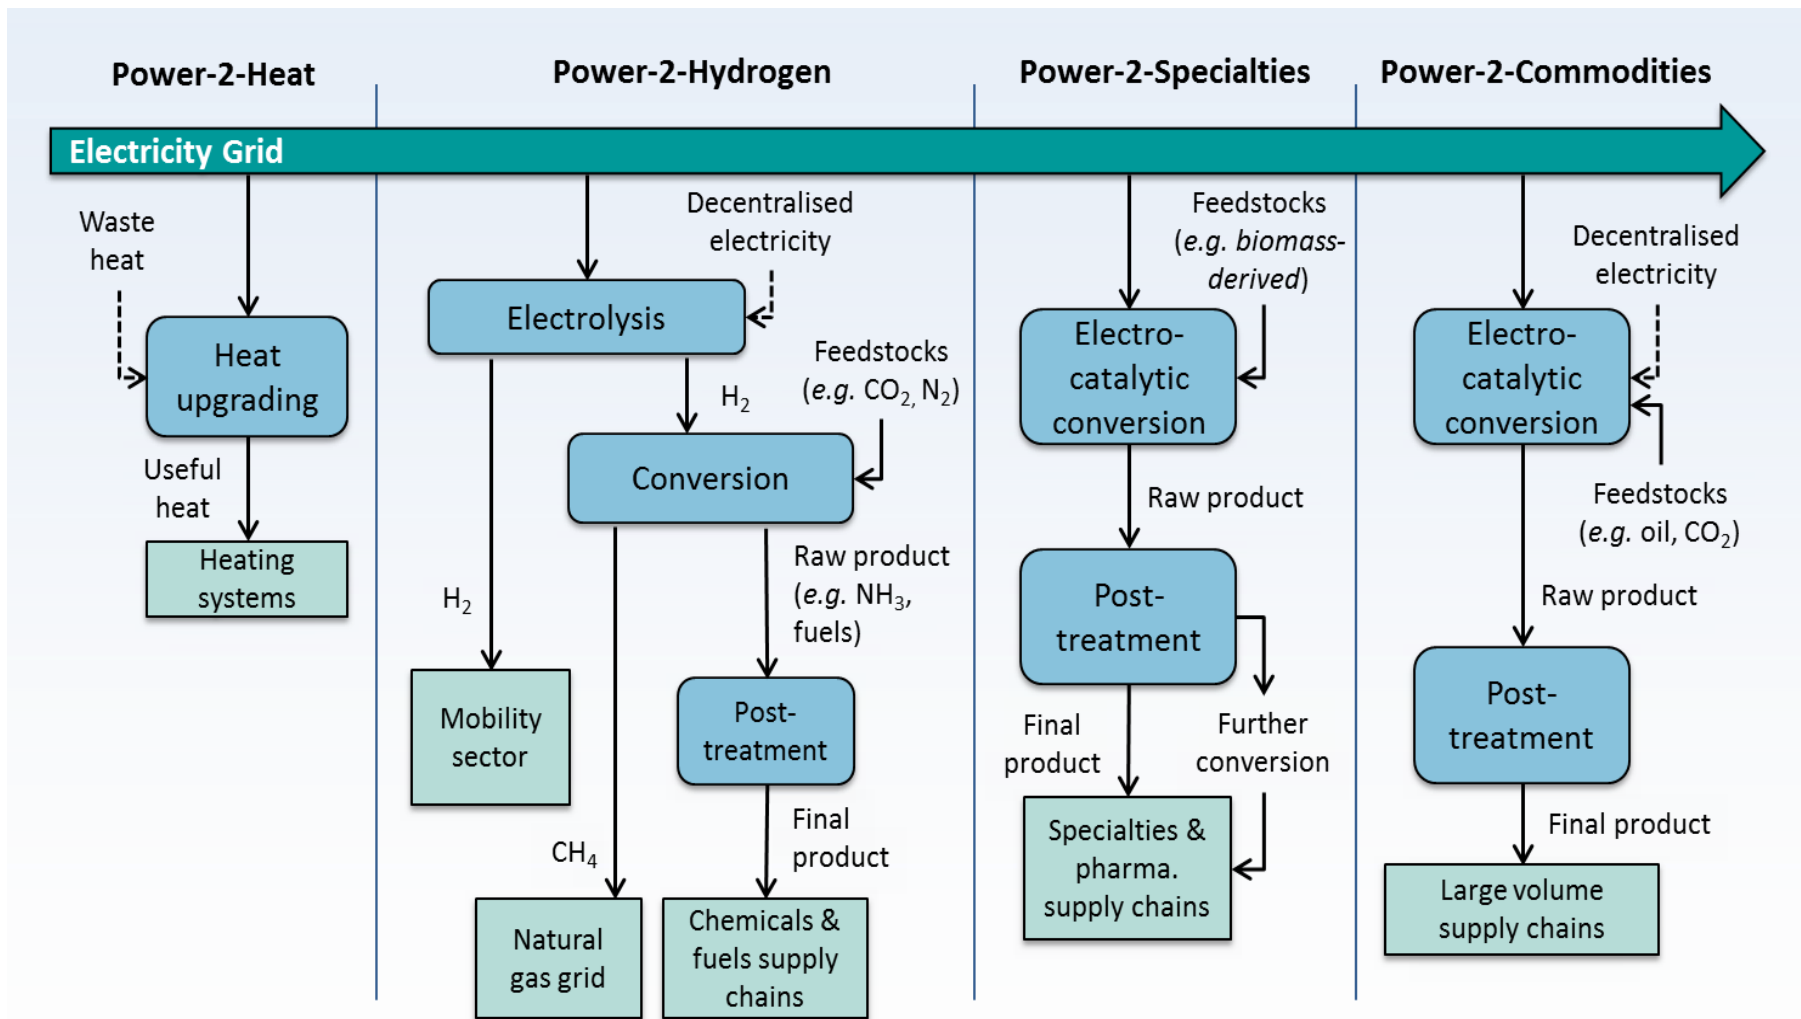 Power-2-Heat
Power-2-Hydrogen
Power-2-Specialties
Power-2-Commodities
Electricity Grid
Waste
heat
Heat
upgrading
Useful
heat
Heating
systems
Decentralised
electricity
Electrolysis
Feedstocks
(e.g. CO₂, N₂)
H₂
Conversion
H₂
Raw product
(e.g. NH₃,
fuels)
Mobility
sector
Post-
treatment
CH₄
Final
product
Natural
gas grid
Chemicals &
fuels supply
chains
Feedstocks
(e.g. biomass-
derived)
Electro-
catalytic
conversion
Raw product
Post-
treatment
Final
product
Further
conversion
Specialties &
pharma.
supply chains
Decentralised
electricity
Electro-
catalytic
conversion
Feedstocks
(e.g. oil, CO₂)
Raw product
Post-
treatment
Final product
Large volume
supply chains